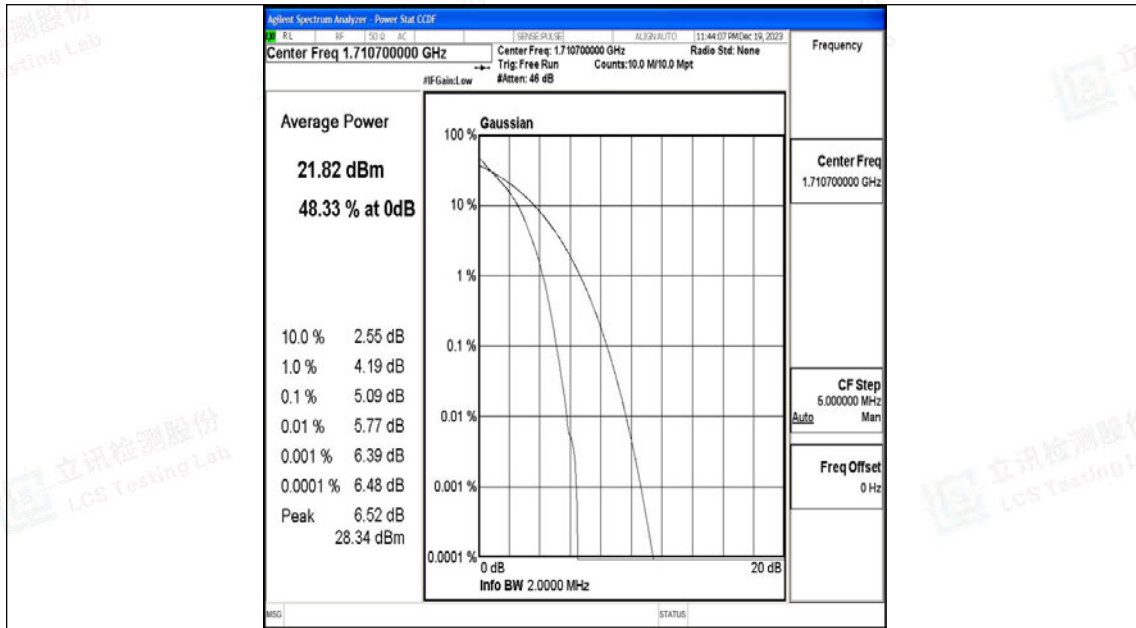 Agilent Spectrum Analyzer - Power Stat CCDF
RL RF 50 Ω AC SENSE:PULSE ALIGNAUTO 11:44:07 PM Dec 19, 2023
Center Freq 1.710700000 GHz
Center Freq: 1.710700000 GHz Radio Std: None
Trig: Free Run Counts:10.0 M/10.0 Mpt
#IFGain:Low #Atten: 46 dB
Frequency
Average Power
21.82 dBm
48.33 % at 0dB
10.0 % 2.55 dB
1.0 % 4.19 dB
0.1 % 5.09 dB
0.01 % 5.77 dB
0.001 % 6.39 dB
0.0001 % 6.48 dB
Peak 6.52 dB
28.34 dBm
Gaussian
100 %
10 %
1 %
0.1 %
0.01 %
0.001 %
0.0001 %
0 dB 20 dB
Info BW 2.0000 MHz
Center Freq
1.710700000 GHz
CF Step
5.000000 MHz
Auto Man
Freq Offset
0 Hz
MSG STATUS
立讯检测股份
LCS Testing Lab
立讯检测股份
LCS Testing L